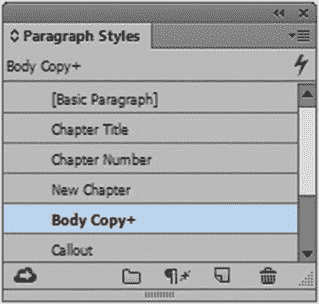 Paragraph Styles
Body Copy+
[Basic Paragraph]
Chapter Title
Chapter Number
New Chapter
Body Copy+
Callout